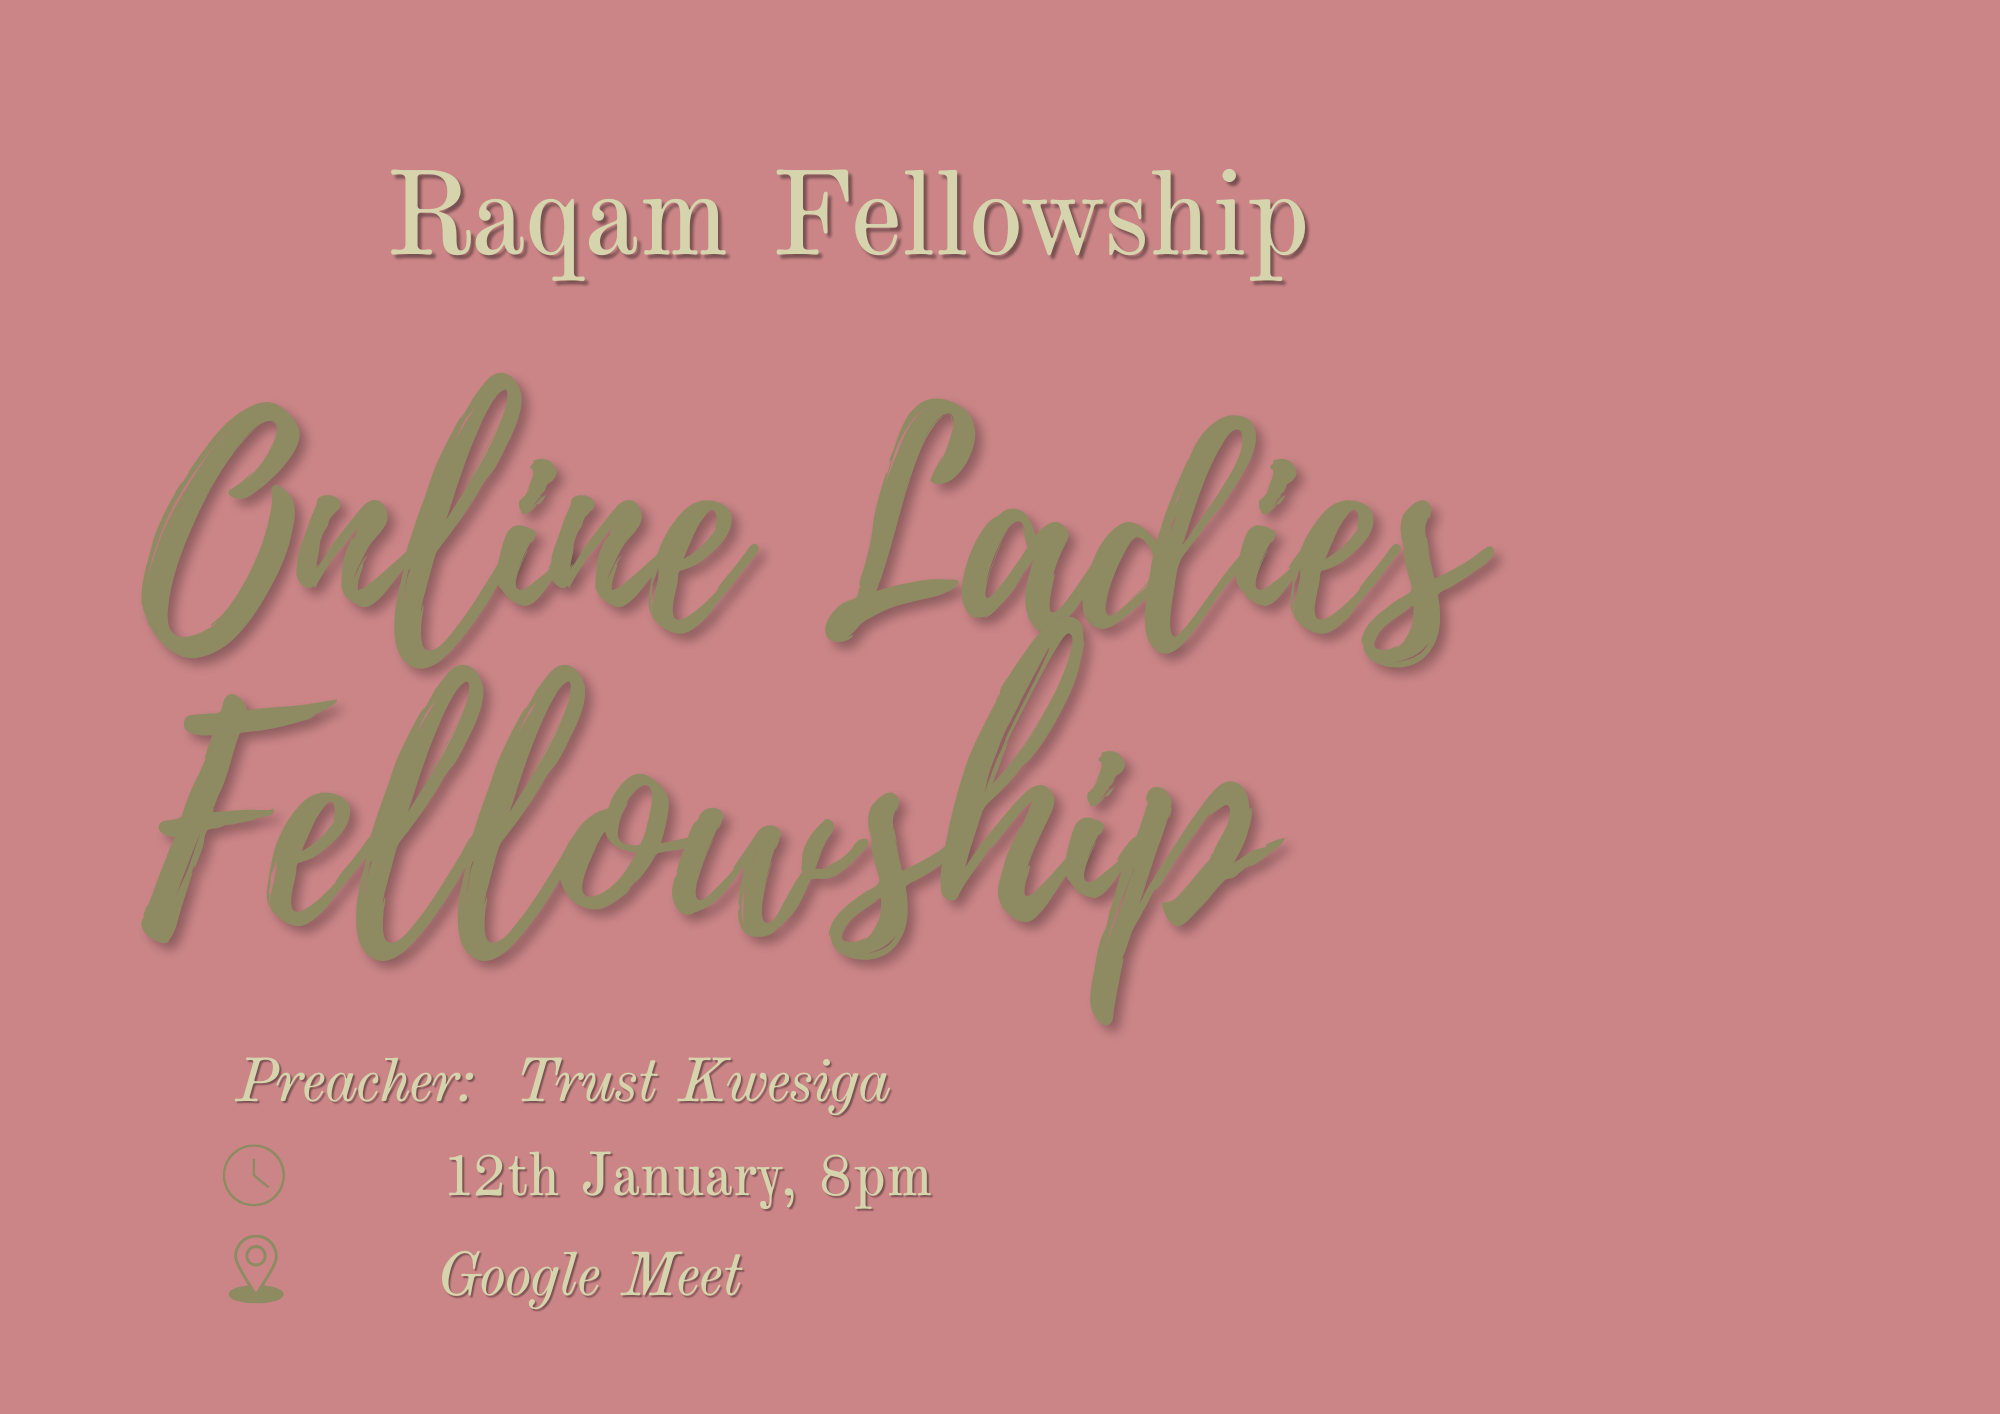 Raqam Fellowship
Online Ladies
Fellowship
Preacher: Trust Kwesiga
12th January, 8pm
Google Meet